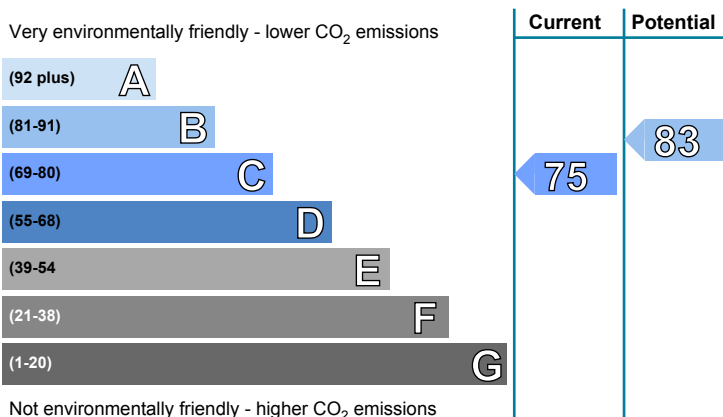 Current Potential
Very environmentally friendly - lower CO2 emissions
(92 plus) A
(81-91) B
83
(69-80) C
75
(55-68) D
(39-54 E
(21-38) F
(1-20) G
Not environmentally friendly - higher CO2 emissions